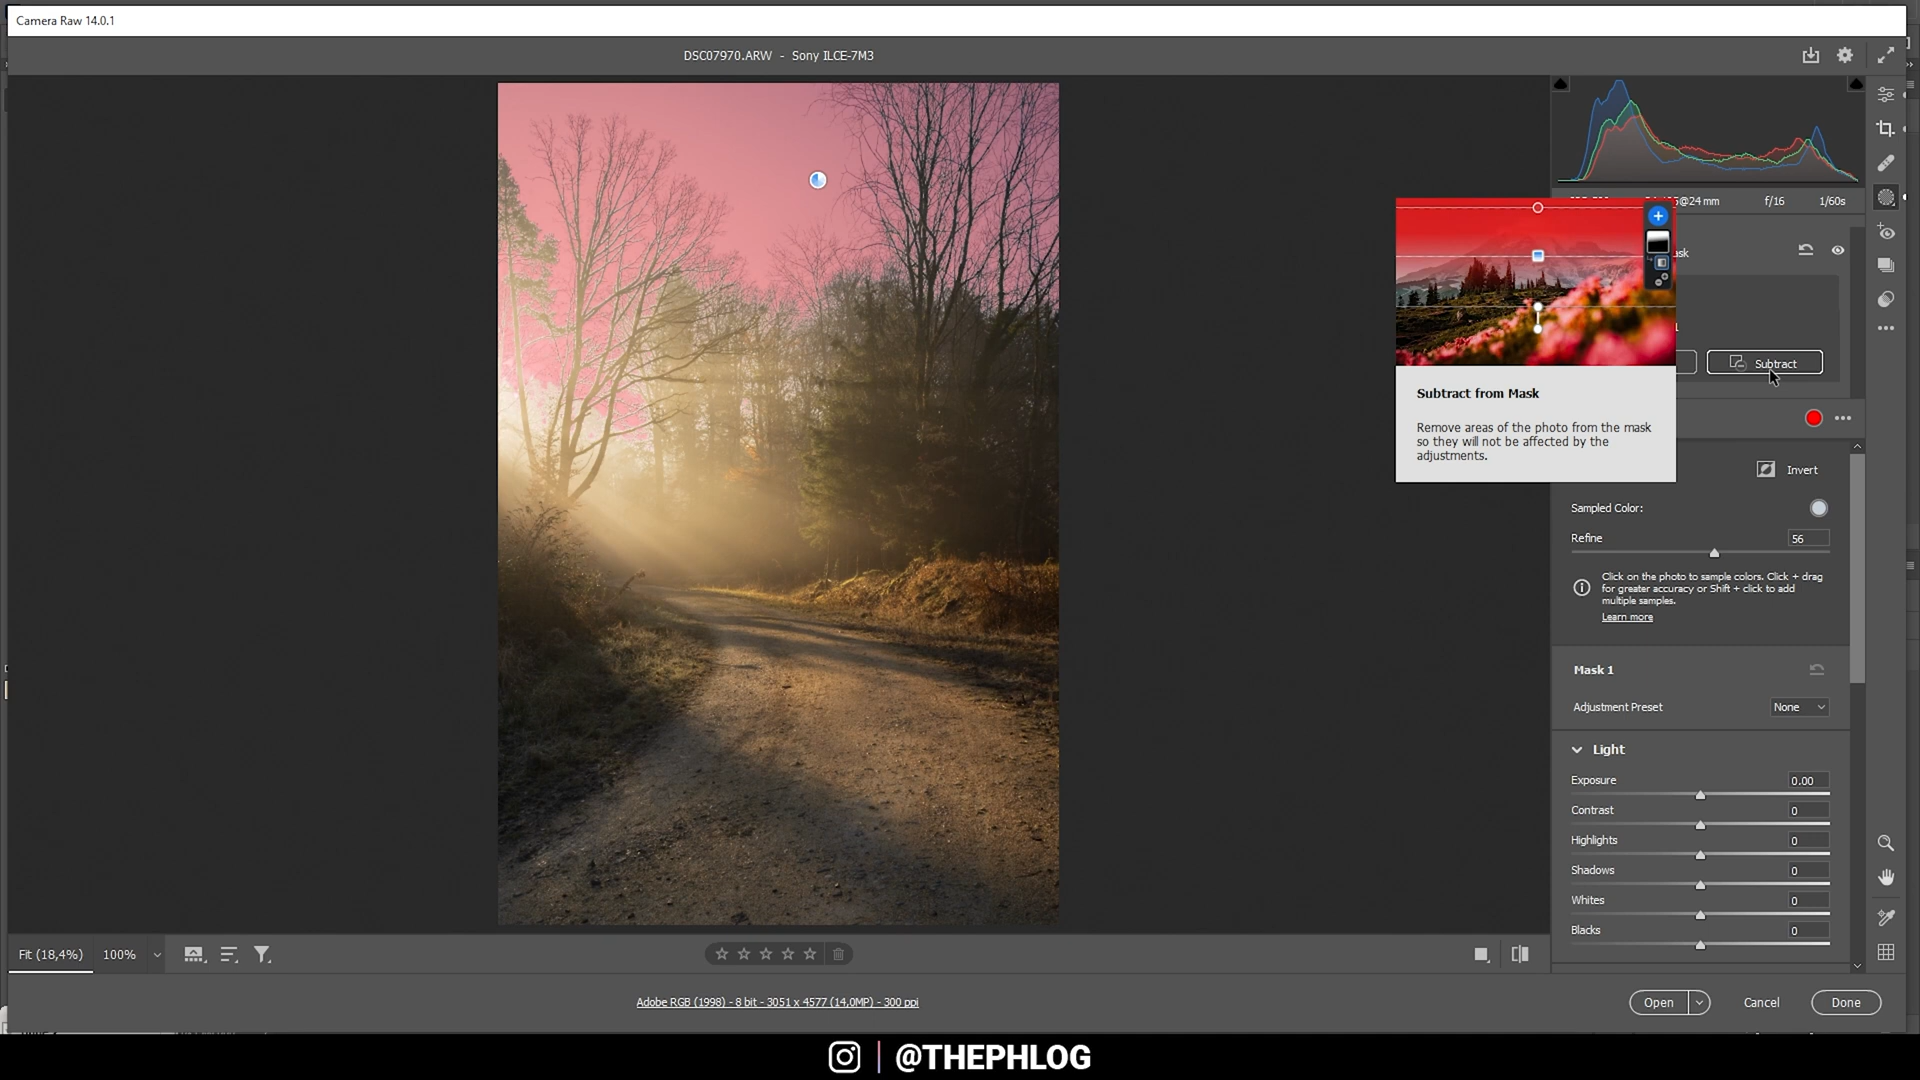 Camera Raw 14.0.1
DSC07970.ARW - Sony ILCE-7M3
@24 mm
f/16
1/60s
Subtract
Subtract from Mask
Remove areas of the photo from the mask
so they will not be affected by the
adjustments.
Invert
Sampled Color:
Refine
56
Click on the photo to sample colors. Click + drag
for greater accuracy or Shift + click to add
multiple samples.
Learn more
Mask 1
Adjustment Preset
None
Light
Exposure
0.00
Contrast
0
Highlights
0
Shadows
0
Whites
0
Blacks
0
Fit (18,4%)
100%
Adobe RGB (1998) - 8 bit - 3051 x 4577 (14,0MP) - 300 ppi
Open
Cancel
Done
@THEPHLOG